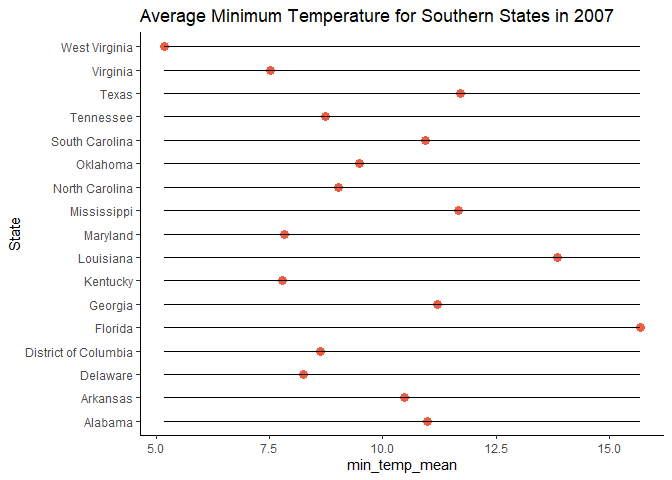 Average Minimum Temperature for Southern States in 2007
West Virginia
Virginia
Texas
Tennessee
South Carolina
Oklahoma
North Carolina
Mississippi
Maryland
Louisiana
Kentucky
Georgia
Florida
District of Columbia
Delaware
Arkansas
Alabama
State
5.0 7.5 10.0 12.5 15.0
min_temp_mean